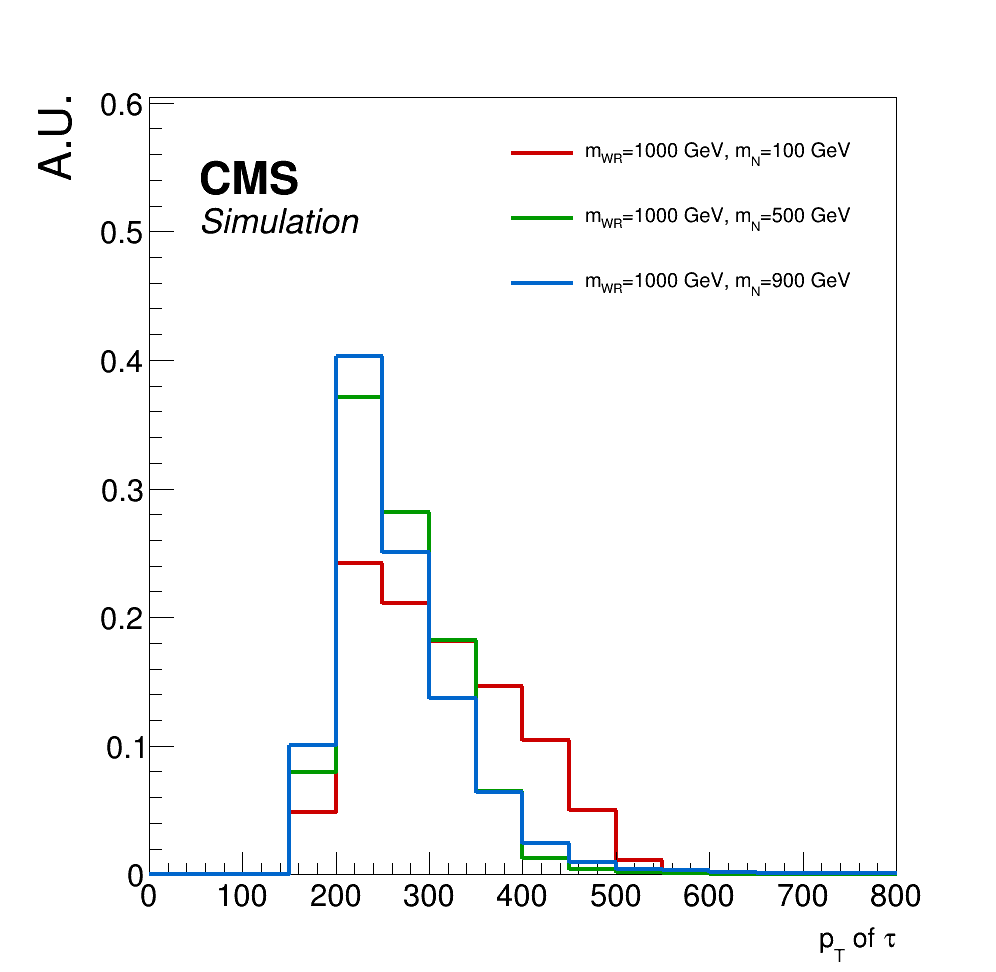 A.U.
0.6
0.5
0.4
0.3
0.2
0.1
0
CMS
Simulation
m_WR=1000 GeV, m_N=100 GeV
m_WR=1000 GeV, m_N=500 GeV
m_WR=1000 GeV, m_N=900 GeV
0 100 200 300 400 500 600 700 800
p_T of τ